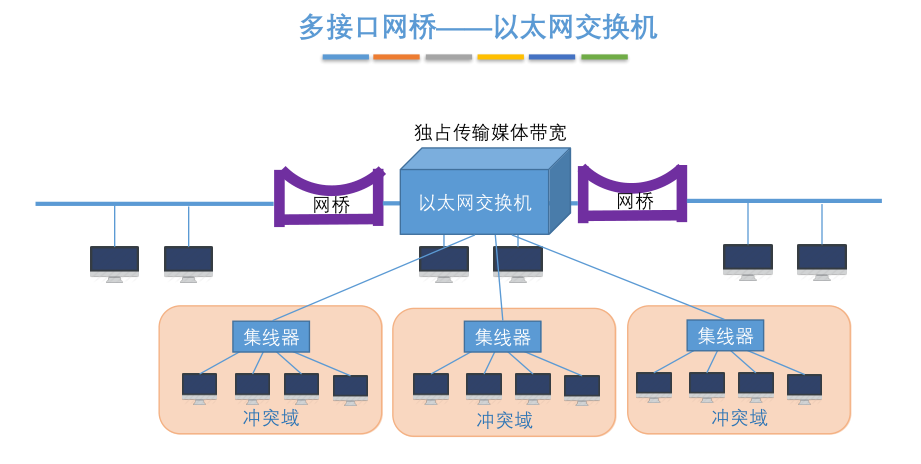 多接口网桥——以太网交换机
独占传输媒体带宽
网桥
以太网交换机
网桥
集线器
集线器
集线器
冲突域
冲突域
冲突域